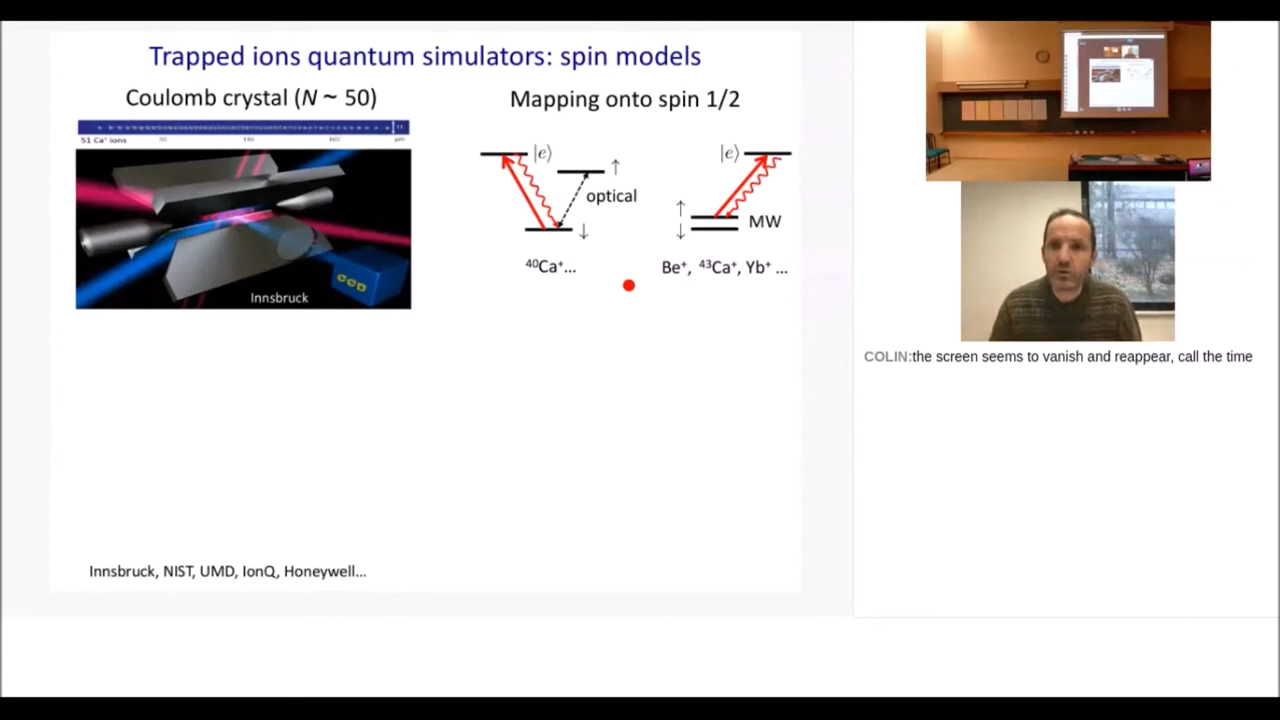 Trapped ions quantum simulators: spin models
Coulomb crystal (N ~ 50)
51 Ca⁺ ions
50
Innsbruck
CCD
Mapping onto spin 1/2
|e⟩
↑
optical
↓
⁴⁰Ca⁺...
|e⟩
↑
↓
MW
Be⁺, ⁴³Ca⁺, Yb⁺ ...
Innsbruck, NIST, UMD, IonQ, Honeywell...
COLIN:the screen seems to vanish and reappear, call the time